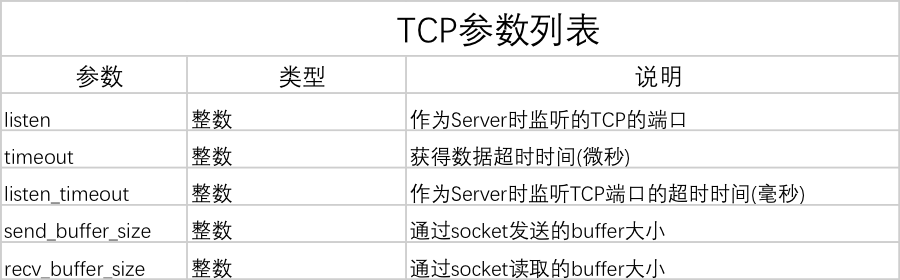 TCP参数列表
参数 类型 说明
listen 整数 作为Server时监听的TCP的端口
timeout 整数 获得数据超时时间(微秒)
listen_timeout 整数 作为Server时监听TCP端口的超时时间(毫秒)
send_buffer_size 整数 通过socket发送的buffer大小
recv_buffer_size 整数 通过socket读取的buffer大小